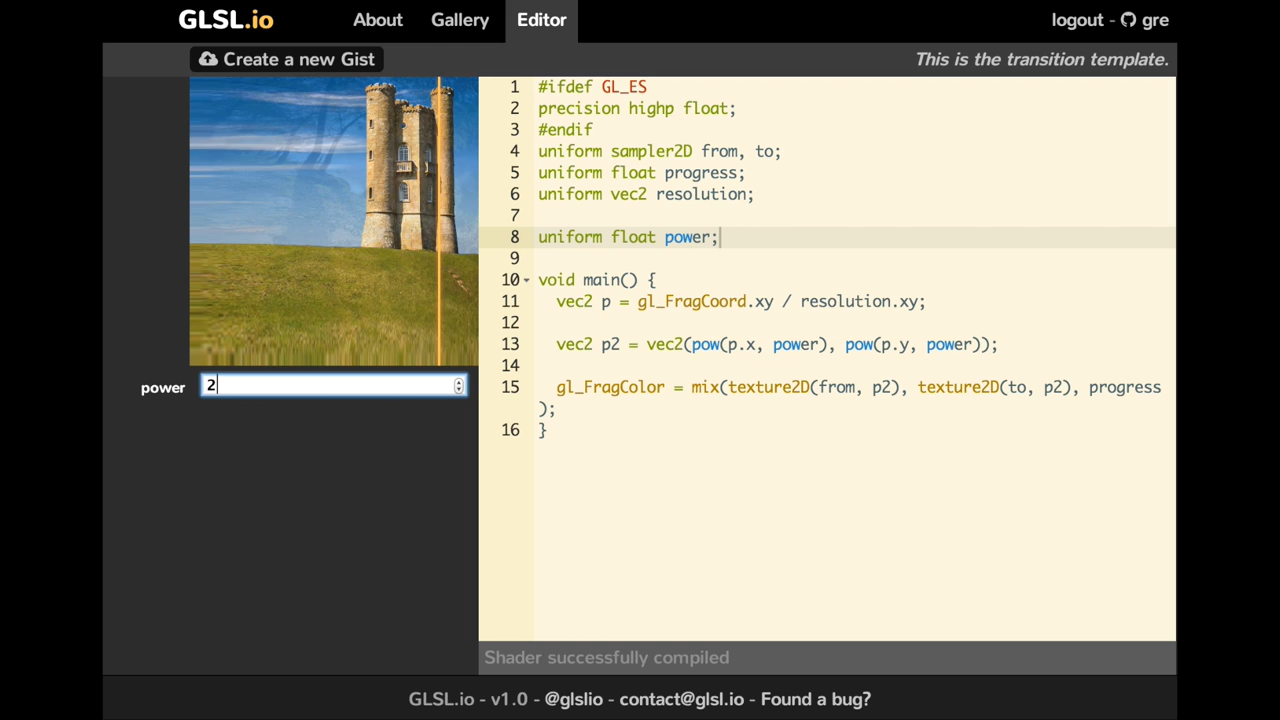 GLSL.io About Gallery Editor logout - gre
Create a new Gist This is the transition template.
1 #ifdef GL_ES
2 precision highp float;
3 #endif
4 uniform sampler2D from, to;
5 uniform float progress;
6 uniform vec2 resolution;
7
8 uniform float power;
9
10 void main() {
11 vec2 p = gl_FragCoord.xy / resolution.xy;
12
13 vec2 p2 = vec2(pow(p.x, power), pow(p.y, power));
14
15 gl_FragColor = mix(texture2D(from, p2), texture2D(to, p2), progress
);
16 }
power 2
Shader successfully compiled
GLSL.io - v1.0 - @glslio - contact@glsl.io - Found a bug?